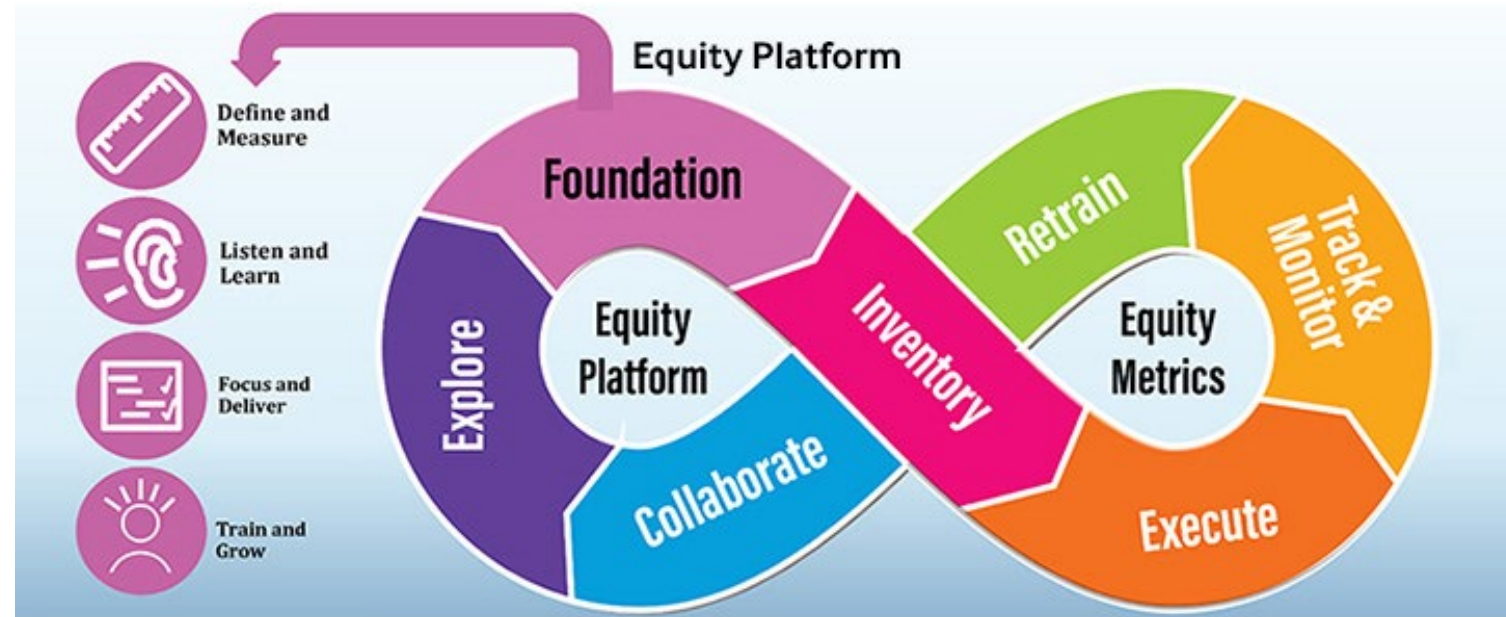 Equity Platform
Define and
Measure
Listen and
Learn
Focus and
Deliver
Train and
Grow
Foundation
Explore
Equity
Platform
Collaborate
Inventory
Retrain
Track &
Monitor
Equity
Metrics
Execute